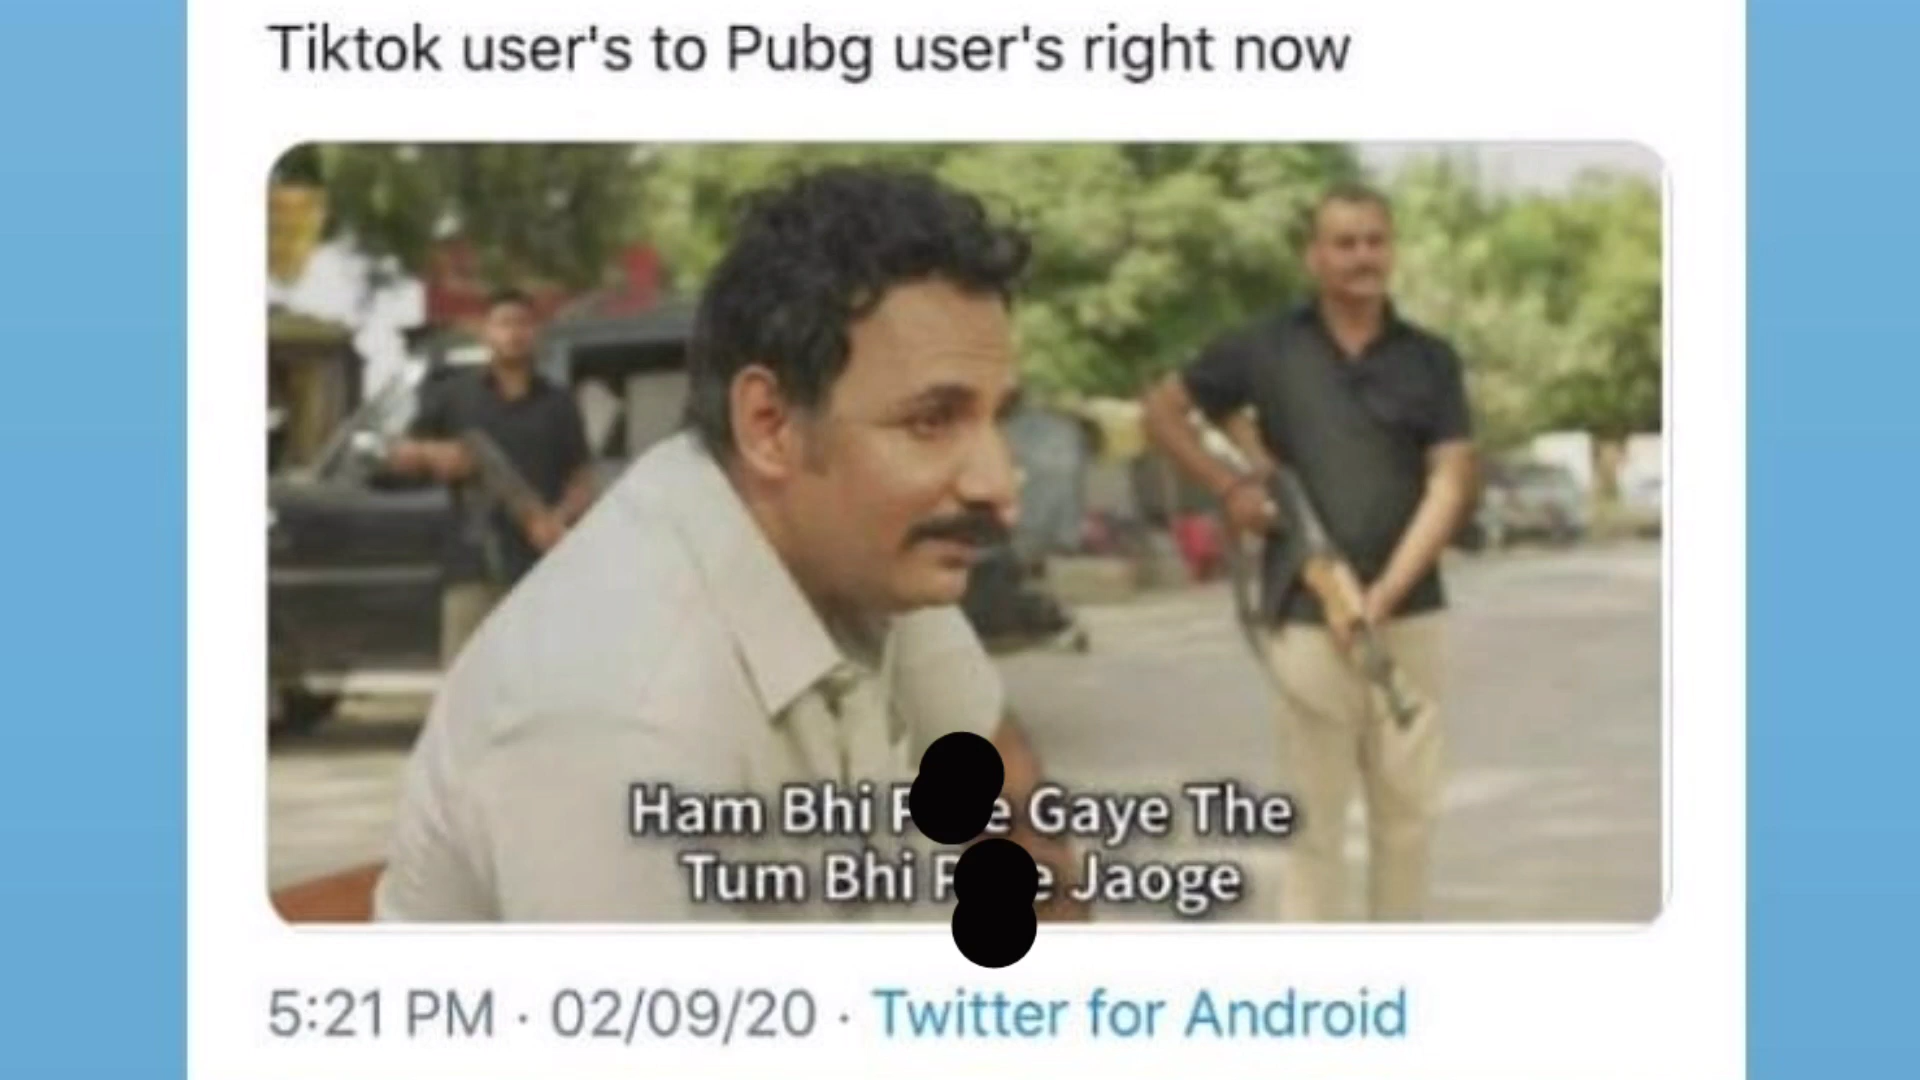 Tiktok user's to Pubg user's right now
Ham Bhi Gaye The
Tum Bhi Jaoge
5:21 PM · 02/09/20 · Twitter for Android